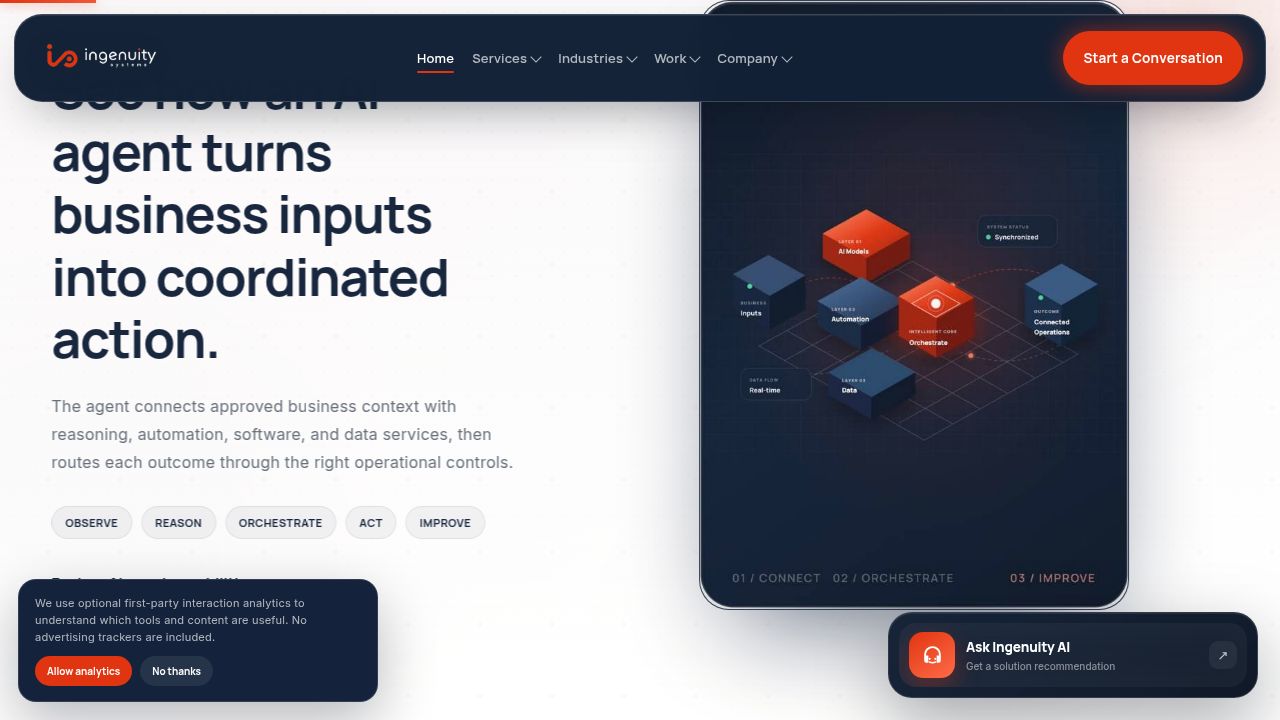 ingenuity
systems
Home
Services
Industries
Work
Company
Start a Conversation
See how an AI
agent turns
business inputs
into coordinated
action.
The agent connects approved business context with
reasoning, automation, software, and data services, then
routes each outcome through the right operational controls.
OBSERVE
REASON
ORCHESTRATE
ACT
IMPROVE
LAYER 01
AI Models
SYSTEM STATUS
Synchronized
BUSINESS
Inputs
LAYER 02
Automation
INTELLIGENT CORE
Orchestrate
OUTCOME
Connected
Operations
DATA FLOW
Real-time
LAYER 03
Data
01 / CONNECT
02 / ORCHESTRATE
03 / IMPROVE
We use optional first-party interaction analytics to
understand which tools and content are useful. No
advertising trackers are included.
Allow analytics
No thanks
Ask Ingenuity AI
Get a solution recommendation